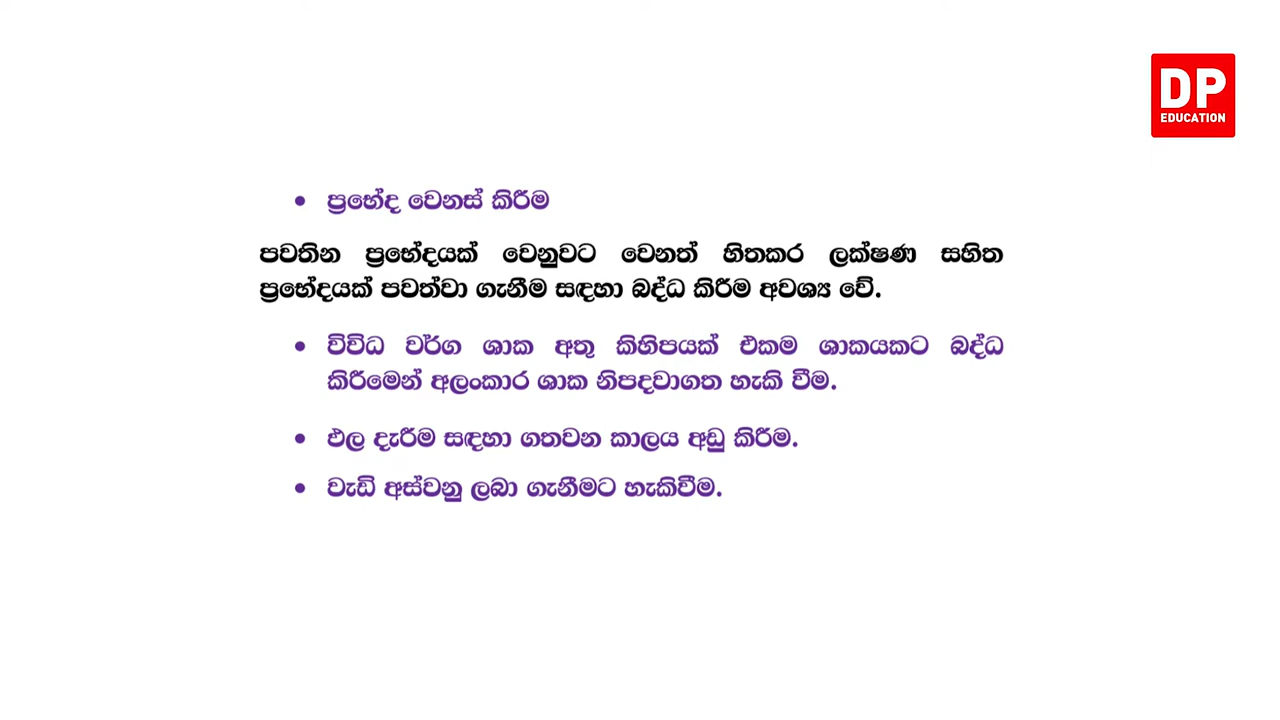 DP
EDUCATION
• ප්‍රභේද වෙනස් කිරීම
පවතින ප්‍රභේදයක් වෙනුවට වෙනත් හිතකර ලක්ෂණ සහිත
ප්‍රභේදයක් පවත්වා ගැනීම සඳහා බද්ධ කිරීම අවශ්‍ය වේ.
• විවිධ වර්ග ශාක අතු කිහිපයක් එකම ශාකයකට බද්ධ
කිරීමෙන් අලංකාර ශාක නිපදවාගත හැකි වීම.
• ඵල දැරීම සඳහා ගතවන කාලය අඩු කිරීම.
• වැඩි අස්වනු ලබා ගැනීමට හැකිවීම.